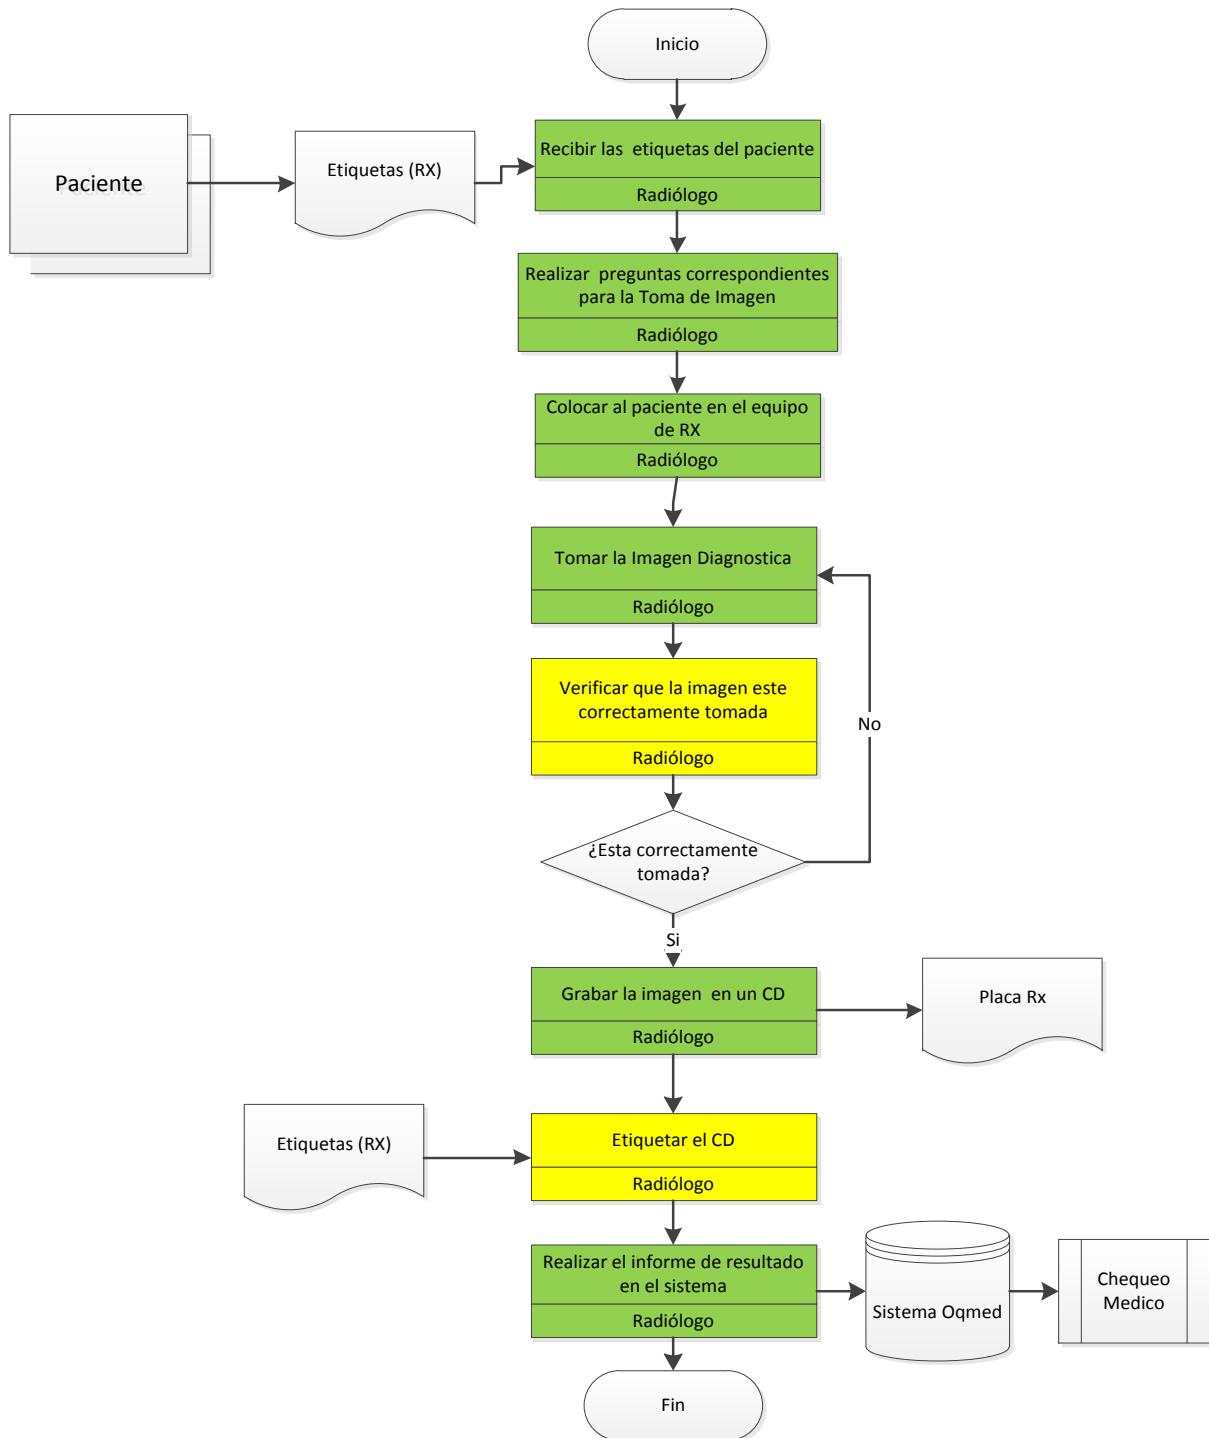 Inicio
Paciente
Etiquetas (RX)
Recibir las etiquetas del paciente
Radiólogo
Realizar preguntas correspondientes
para la Toma de Imagen
Radiólogo
Colocar al paciente en el equipo
de RX
Radiólogo
Tomar la Imagen Diagnostica
Radiólogo
Verificar que la imagen este
correctamente tomada
Radiólogo
No
¿Esta correctamente
tomada?
Si
Grabar la imagen en un CD
Radiólogo
Placa Rx
Etiquetas (RX)
Etiquetar el CD
Radiólogo
Realizar el informe de resultado
en el sistema
Radiólogo
Sistema Oqmed
Chequeo
Medico
Fin